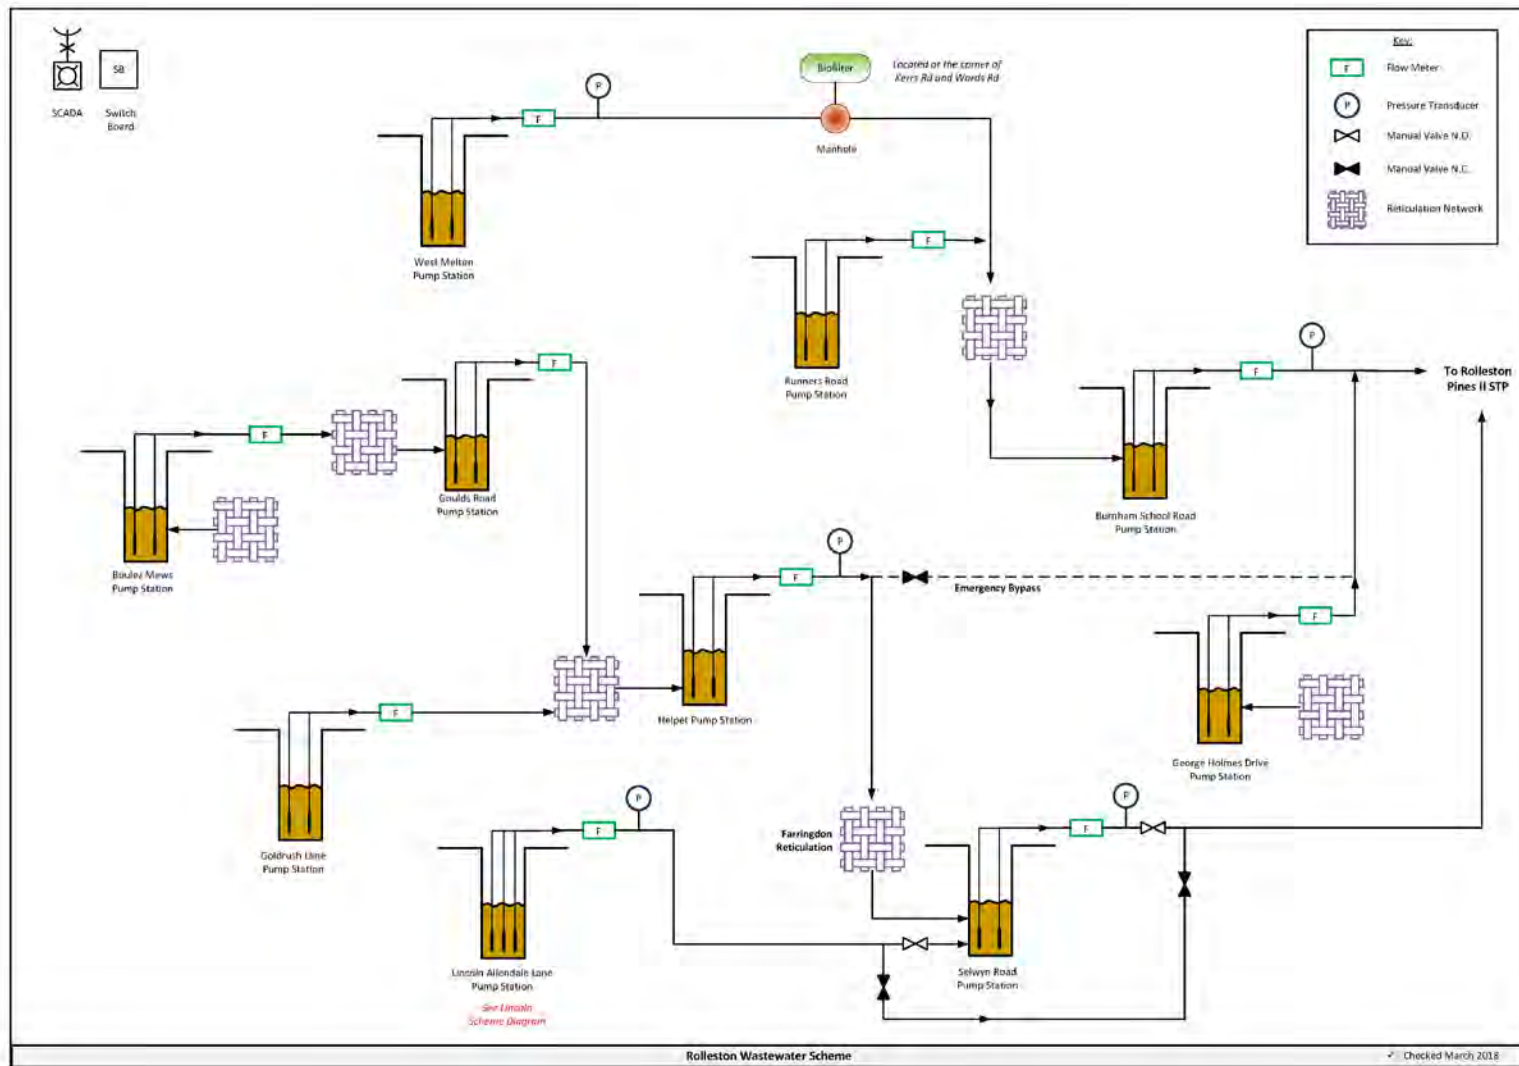 SCADA
SB
Switch
Board
P
F
Biofilter
Located at the corner of
Kerrs Rd and Wards Rd
Manhole
West Melton
Pump Station
Key:
F
Flow Meter
P
Pressure Transducer
Manual Valve N.O.
Manual Valve N.C.
Reticulation Network
F
Runners Road
Pump Station
F
Goulds Road
Pump Station
F
P
To Rolleston
Pines II STP
Burnham School Road
Pump Station
F
Pump Station
F
P
Emergency Bypass
Helpet Pump Station
F
George Holmes Drive
Pump Station
F
Goldrush Lane
Pump Station
F
P
Lincoln Allendale Lane
Pump Station
See Lincoln
Scheme Diagram
Farringdon
Reticulation
F
P
Selwyn Road
Pump Station
Rolleston Wastewater Scheme
✓ Checked March 2018